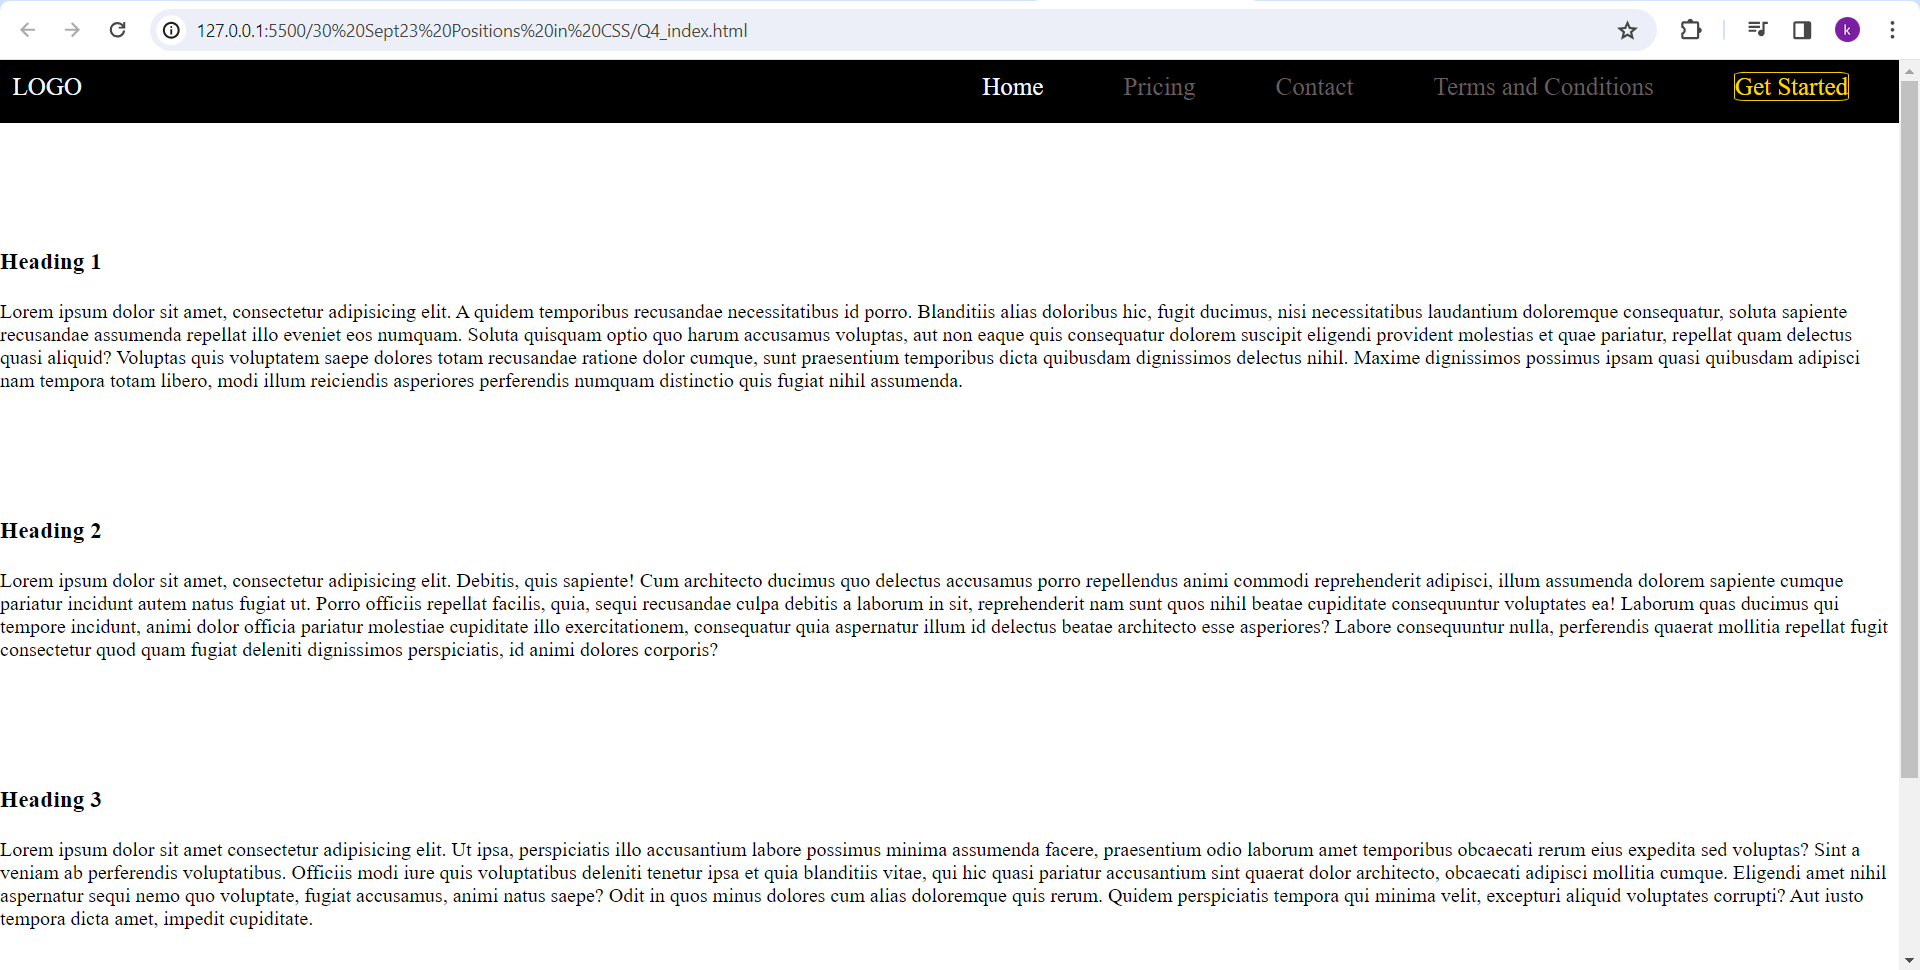 127.0.0.1:5500/30%20Sept23%20Positions%20in%20CSS/Q4_index.html
k
LOGO Home Pricing Contact Terms and Conditions Get Started
Heading 1
Lorem ipsum dolor sit amet, consectetur adipisicing elit. A quidem temporibus recusandae necessitatibus id porro. Blanditiis alias doloribus hic, fugit ducimus, nisi necessitatibus laudantium doloremque consequatur, soluta sapiente
recusandae assumenda repellat illo eveniet eos numquam. Soluta quisquam optio quo harum accusamus voluptas, aut non eaque quis consequatur dolorem suscipit eligendi provident molestias et quae pariatur, repellat quam delectus
quasi aliquid? Voluptas quis voluptatem saepe dolores totam recusandae ratione dolor cumque, sunt praesentium temporibus dicta quibusdam dignissimos delectus nihil. Maxime dignissimos possimus ipsam quasi quibusdam adipisci
nam tempora totam libero, modi illum reiciendis asperiores perferendis numquam distinctio quis fugiat nihil assumenda.
Heading 2
Lorem ipsum dolor sit amet, consectetur adipisicing elit. Debitis, quis sapiente! Cum architecto ducimus quo delectus accusamus porro repellendus animi commodi reprehenderit adipisci, illum assumenda dolorem sapiente cumque
pariatur incidunt autem natus fugiat ut. Porro officiis repellat facilis, quia, sequi recusandae culpa debitis a laborum in sit, reprehenderit nam sunt quos nihil beatae cupiditate consequuntur voluptates ea! Laborum quas ducimus qui
tempore incidunt, animi dolor officia pariatur molestiae cupiditate illo exercitationem, consequatur quia aspernatur illum id delectus beatae architecto esse asperiores? Labore consequuntur nulla, perferendis quaerat mollitia repellat fugit
consectetur quod quam fugiat deleniti dignissimos perspiciatis, id animi dolores corporis?
Heading 3
Lorem ipsum dolor sit amet consectetur adipisicing elit. Ut ipsa, perspiciatis illo accusantium labore possimus minima assumenda facere, praesentium odio laborum amet temporibus obcaecati rerum eius expedita sed voluptas? Sint a
veniam ab perferendis voluptatibus. Officiis modi iure quis voluptatibus deleniti tenetur ipsa et quia blanditiis vitae, qui hic quasi pariatur accusantium sint quaerat dolor architecto, obcaecati adipisci mollitia cumque. Eligendi amet nihil
aspernatur sequi nemo quo voluptate, fugiat accusamus, animi natus saepe? Odit in quos minus dolores cum alias doloremque quis rerum. Quidem perspiciatis tempora qui minima velit, excepturi aliquid voluptates corrupti? Aut iusto
tempora dicta amet, impedit cupiditate.